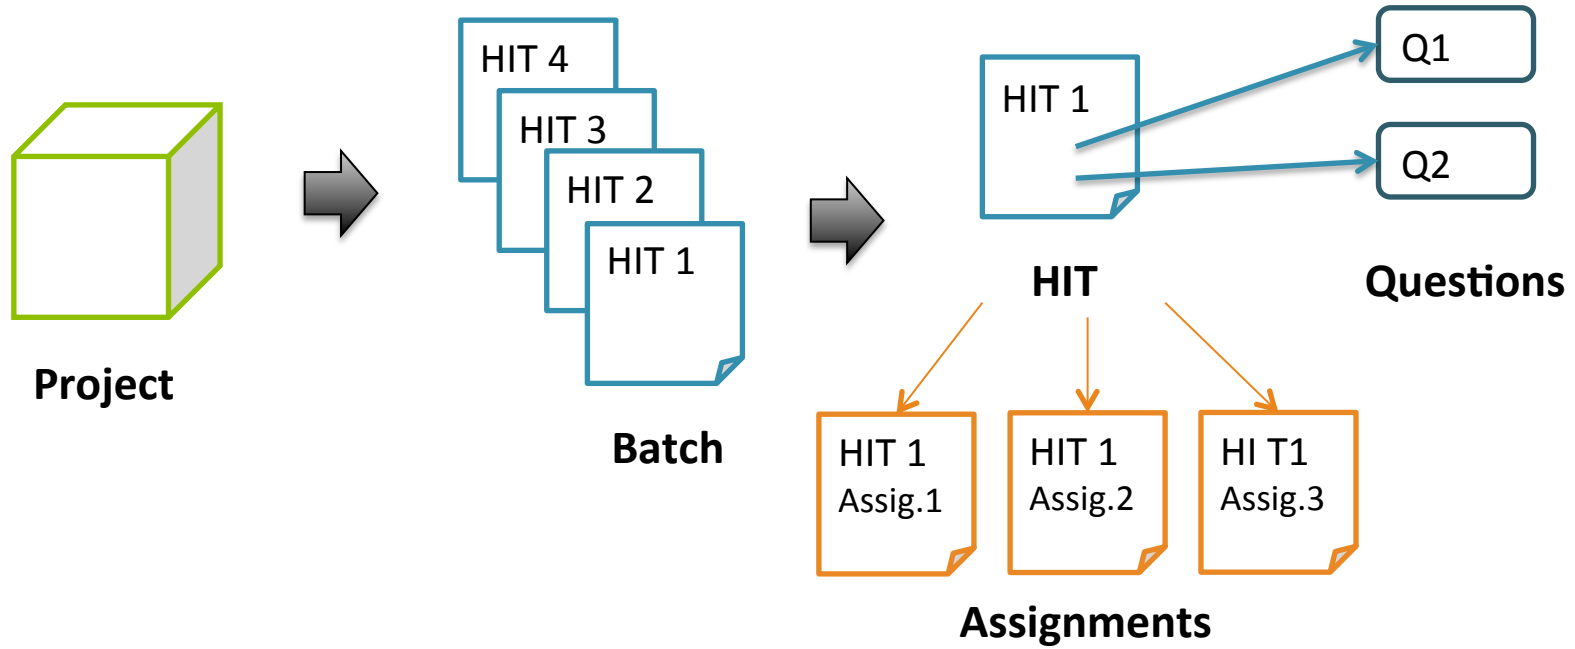 Project
HIT 4
HIT 3
HIT 2
HIT 1
Batch
HIT 1
HIT
Q1
Q2
Questions
HIT 1
Assig.1
HIT 1
Assig.2
HI T1
Assig.3
Assignments